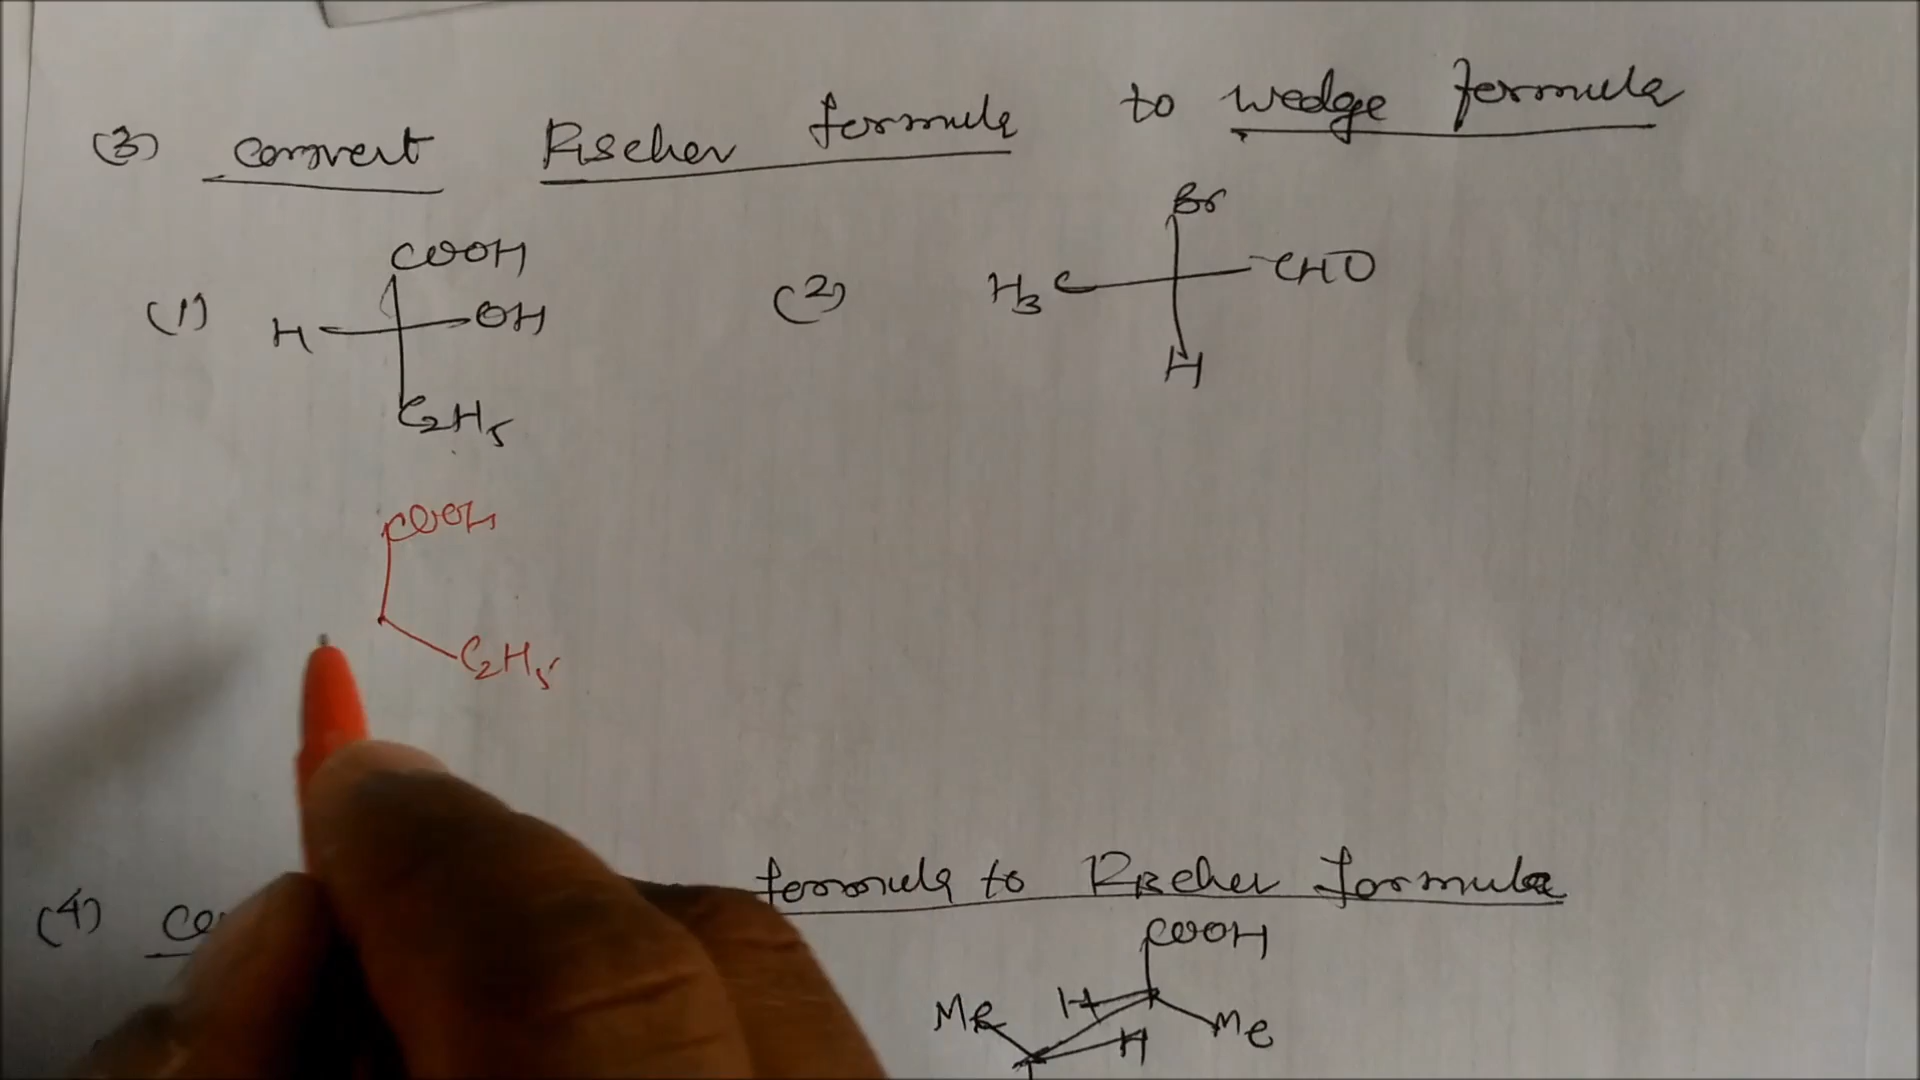 (3) convert Fischer formula to wedge formula
(1)
COOH
H OH
C2H5
(2)
Br
H3C CHO
H
COOH
C2H5
(4) co formula to Fischer formula
COOH
Me H Me
H